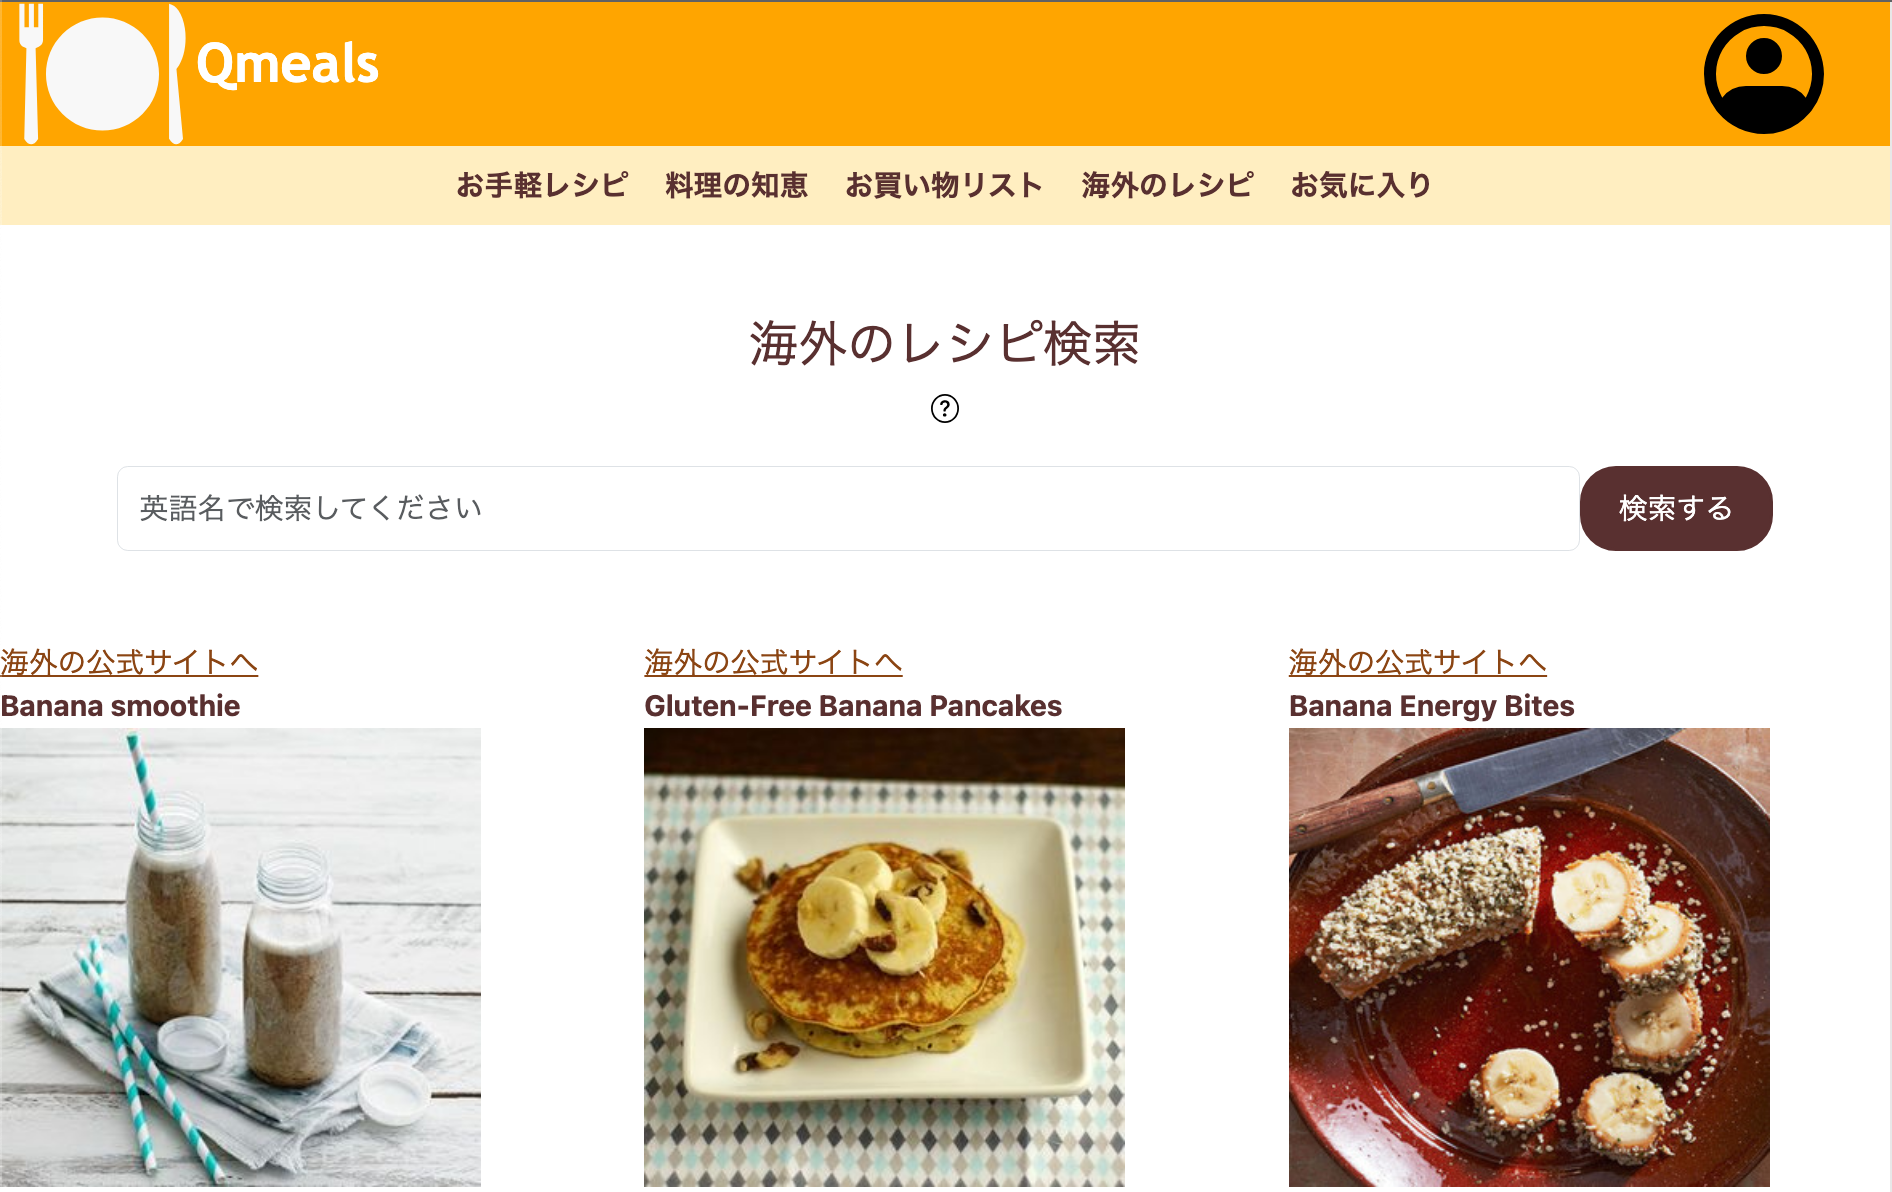 Qmeals
お手軽レシピ 料理の知恵 お買い物リスト 海外のレシピ お気に入り
海外のレシピ検索
?
英語名で検索してください 検索する
海外の公式サイトへ 海外の公式サイトへ 海外の公式サイトへ
Banana smoothie Gluten-Free Banana Pancakes Banana Energy Bites